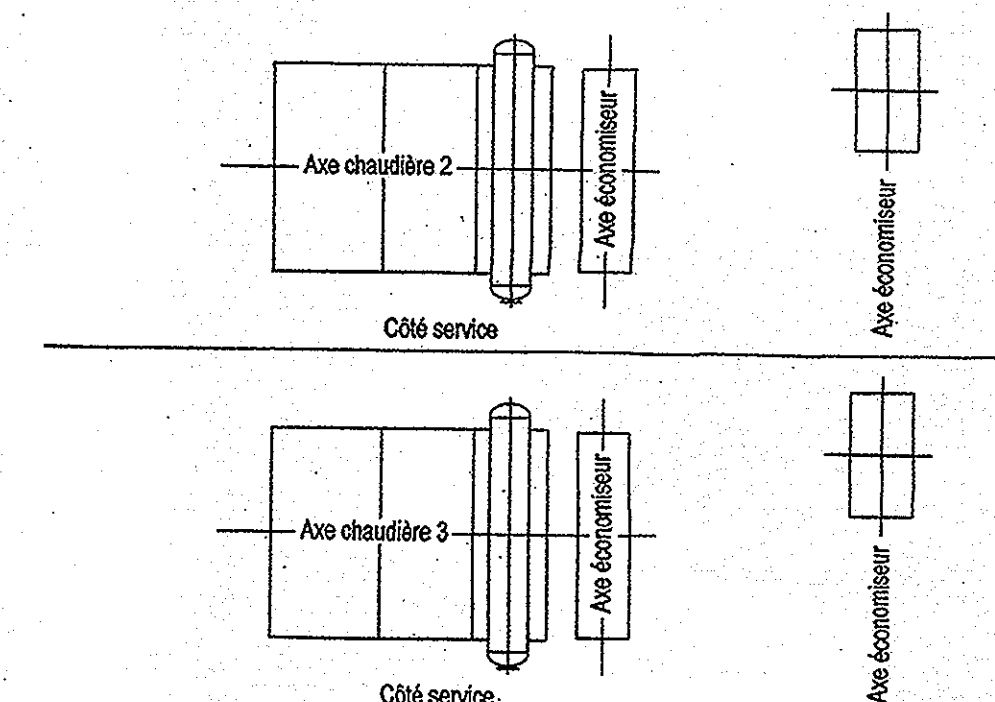 Axe chaudière 2
Axe économiseur
Axe économiseur
Côté service
Axe chaudière 3
Axe économiseur
Axe économiseur
Côté service